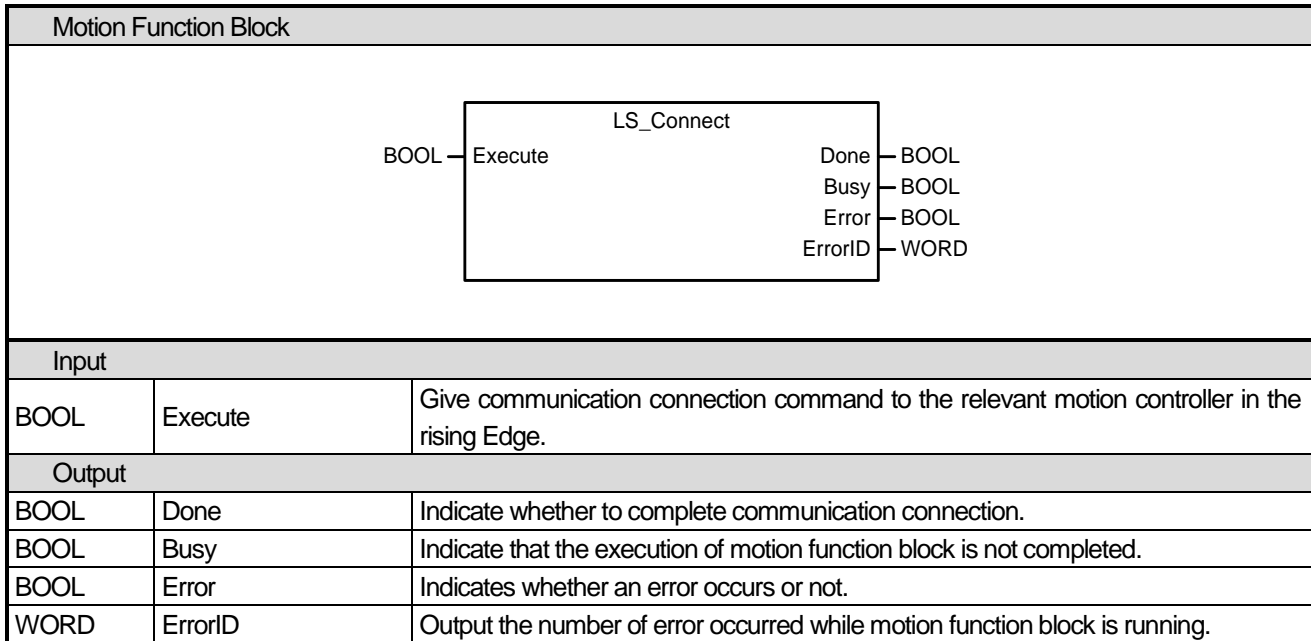 Motion Function Block
LS_Connect
BOOL Execute Done BOOL
Busy BOOL
Error BOOL
ErrorID WORD
Input
BOOL Execute Give communication connection command to the relevant motion controller in the
rising Edge.
Output
BOOL Done Indicate whether to complete communication connection.
BOOL Busy Indicate that the execution of motion function block is not completed.
BOOL Error Indicates whether an error occurs or not.
WORD ErrorID Output the number of error occurred while motion function block is running.